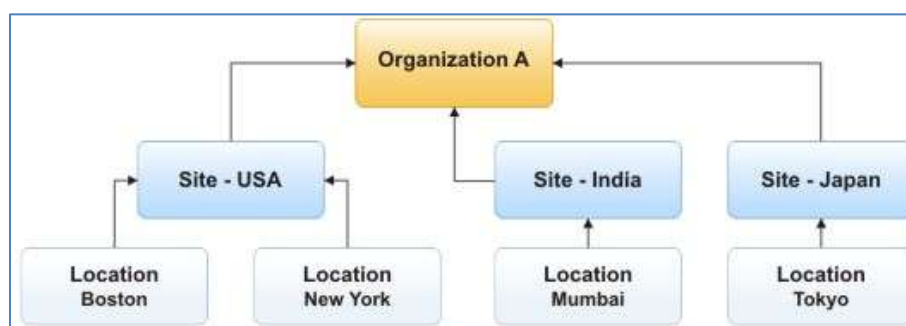 Organization A
Site - USA
Site - India
Site - Japan
Location
Boston
Location
New York
Location
Mumbai
Location
Tokyo